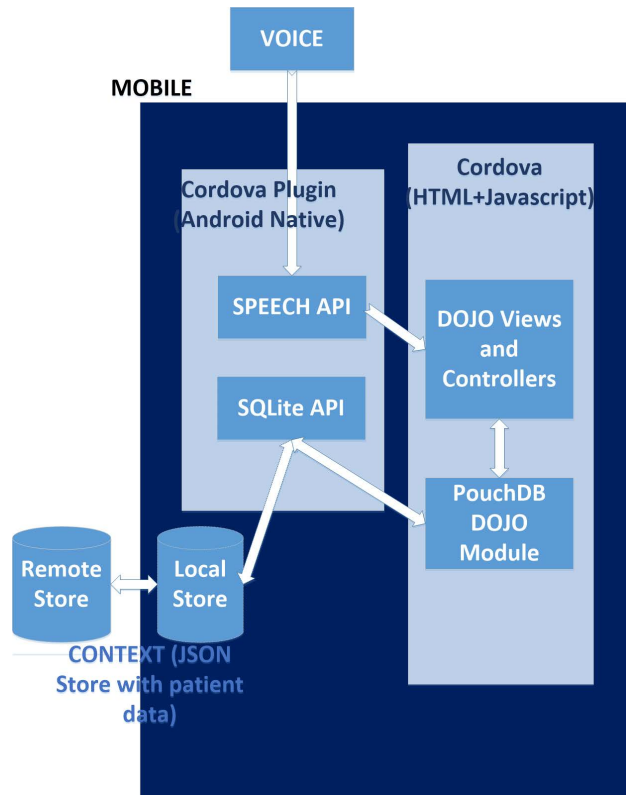 VOICE
MOBILE
Cordova Plugin
(Android Native)
Cordova
(HTML+Javascript)
SPEECH API
DOJO Views
and
Controllers
SQLite API
PouchDB
DOJO
Module
Remote
Store
Local
Store
CONTEXT (JSON
Store with patient
data)